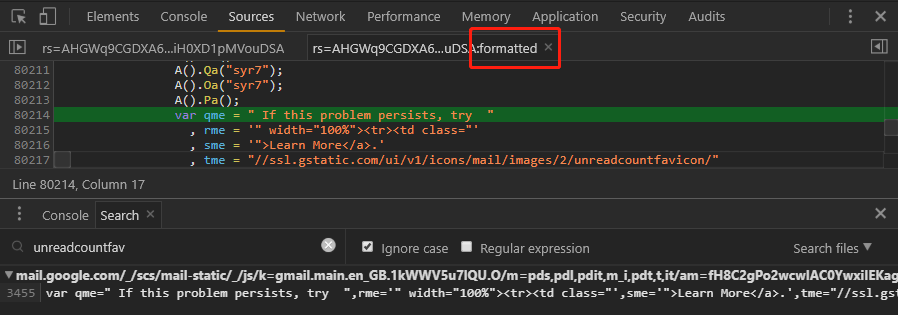 Elements Console Sources Network Performance Memory Application Security Audits
rs=AHGWq9CGDXA6...iH0XD1pMVouDSA rs=AHGWq9CGDXA6...uDSA:formatted ×
80211 A().Qa("syr7");
80212 A().Oa("syr7");
80213 A().Pa();
80214 var qme = " If this problem persists, try  "
80215 , rme = '" width="100%"><tr><td class="'
80216 , sme = '">Learn More</a>.'
80217 , tme = "//ssl.gstatic.com/ui/v1/icons/mail/images/2/unreadcountfavicon/"
Line 80214, Column 17
Console Search ×
unreadcountfav Ignore case Regular expression Search files
mail.google.com/_/scs/mail-static/_/js/k=gmail.main.en_GB.1kWWV5u7IQU.O/m=pds,pdl,pdit,m_i,pdt,t,it/am=fH8C2gPo2wcwIAC0YwxiIEKag
3455 var qme=" If this problem persists, try  ",rme='" width="100%"><tr><td class="',sme='">Learn More</a>.',tme="//ssl.gst